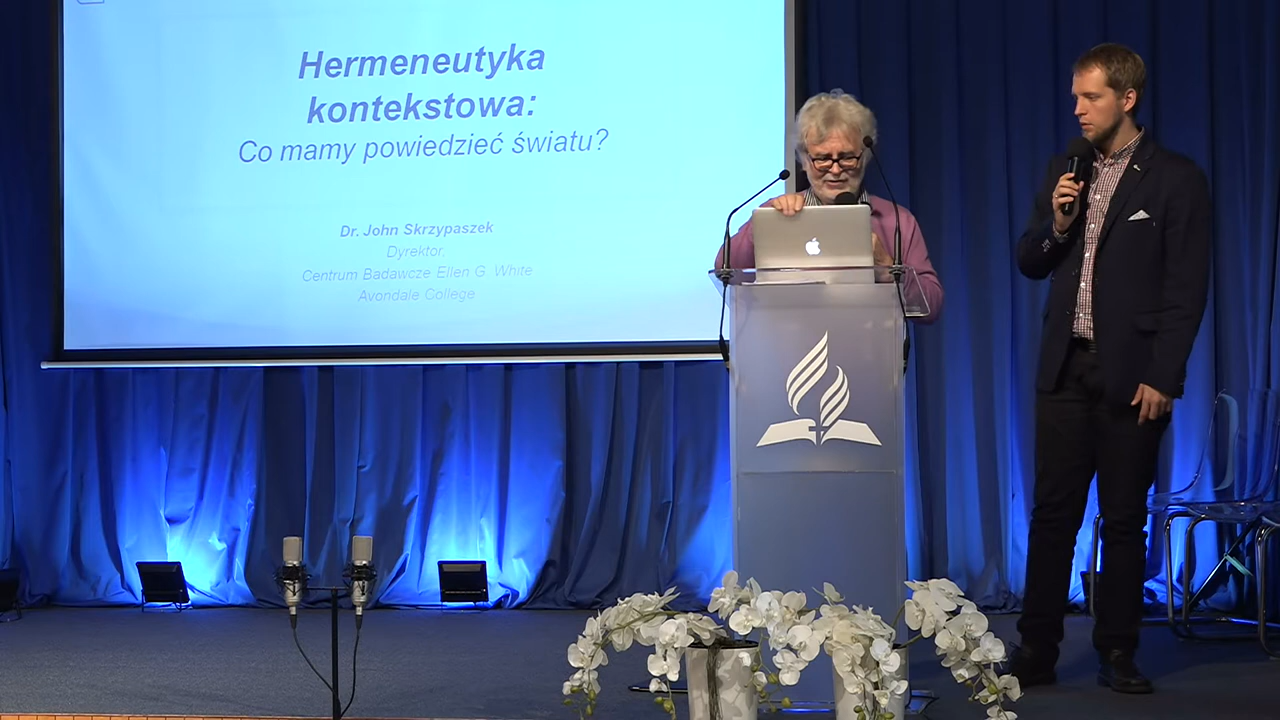 Hermeneutyka
kontekstowa:
Co mamy powiedzieć światu?
Dr. John Skrzypaszek
Dyrektor,
Centrum Badawcze Ellen G. White
Avondale College